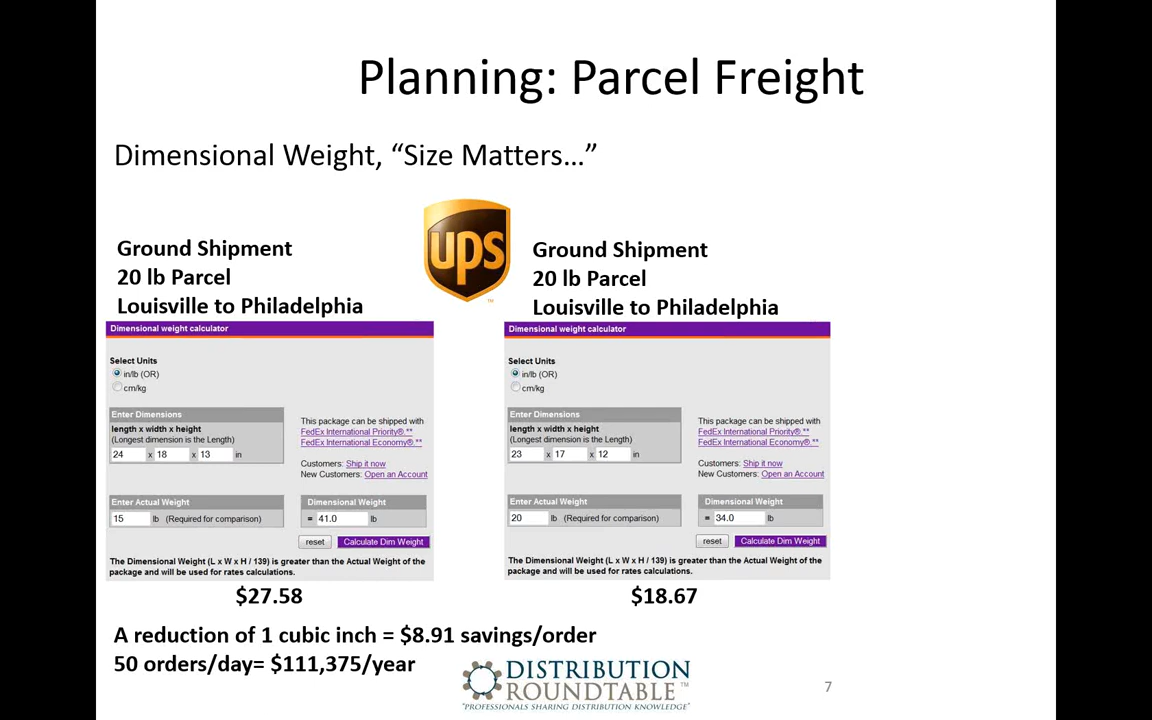 Planning: Parcel Freight
Dimensional Weight, “Size Matters…”
ups
TM
Ground Shipment
20 lb Parcel
Louisville to Philadelphia
Dimensional weight calculator
Select Units
in/lb (OR)
cm/kg
Enter Dimensions
length x width x height
(Longest dimension is the Length)
24 x 18 x 13 in
This package can be shipped with
FedEx International Priority®.**
FedEx International Economy®.**
Customers: Ship it now
New Customers: Open an Account
Enter Actual Weight
15 lb (Required for comparison)
Dimensional Weight
= 41.0 lb
reset Calculate Dim Weight
The Dimensional Weight (L x W x H / 139) is greater than the Actual Weight of the
package and will be used for rates calculations.
$27.58
Ground Shipment
20 lb Parcel
Louisville to Philadelphia
Dimensional weight calculator
Select Units
in/lb (OR)
cm/kg
Enter Dimensions
length x width x height
(Longest dimension is the Length)
23 x 17 x 12 in
This package can be shipped with
FedEx International Priority®.**
FedEx International Economy®.**
Customers: Ship it now
New Customers: Open an Account
Enter Actual Weight
20 lb (Required for comparison)
Dimensional Weight
= 34.0 lb
reset Calculate Dim Weight
The Dimensional Weight (L x W x H / 139) is greater than the Actual Weight of the
package and will be used for rates calculations.
$18.67
A reduction of 1 cubic inch = $8.91 savings/order
50 orders/day= $111,375/year
DISTRIBUTION
ROUNDTABLE™
"PROFESSIONALS SHARING DISTRIBUTION KNOWLEDGE"
7